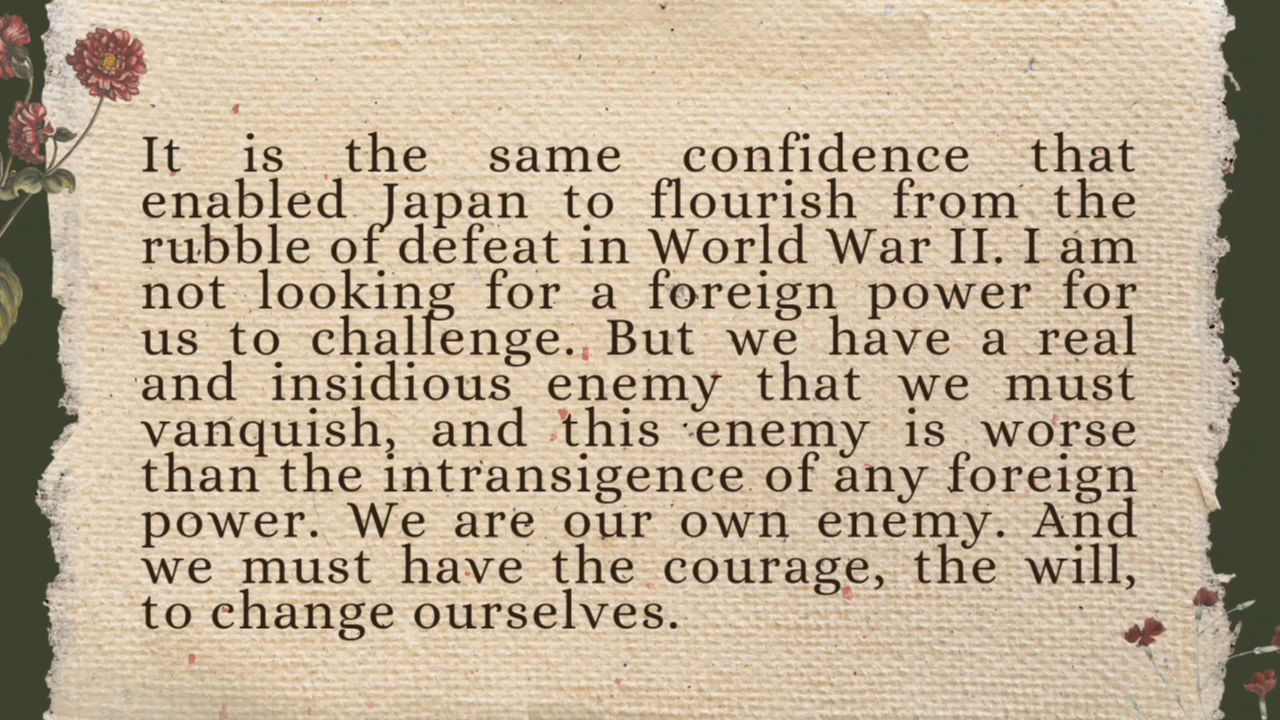 It is the same confidence that
enabled Japan to flourish from the
rubble of defeat in World War II. I am
not looking for a foreign power for
us to challenge. But we have a real
and insidious enemy that we must
vanquish, and this enemy is worse
than the intransigence of any foreign
power. We are our own enemy. And
we must have the courage, the will,
to change ourselves.